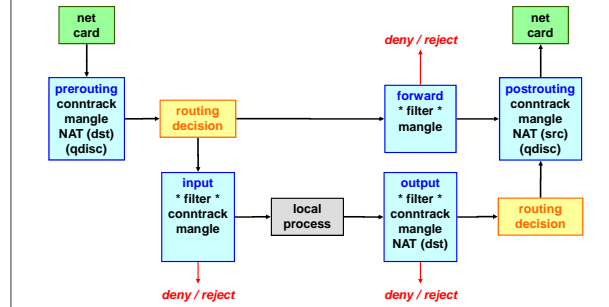 net
card
deny / reject
net
card
prerouting
conntrack
mangle
NAT (dst)
(qdisc)
routing
decision
forward
* filter *
mangle
postrouting
conntrack
mangle
NAT (src)
(qdisc)
input
* filter *
conntrack
mangle
local
process
output
* filter *
conntrack
mangle
NAT (dst)
routing
decision
deny / reject
deny / reject